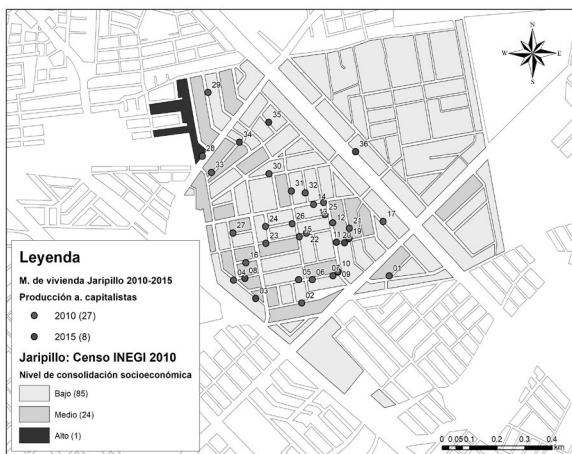 N
W E
S
29
35
34
28
36
33
30
31 32
14
25
13
12
17
27
24
26
21
15
22
19
11 20
23
16
10
04 08
05 06 07
09
01
03
02
Leyenda
M. de vivienda Jaripillo 2010-2015
Producción a. capitalistas
2010 (27)
2015 (8)
Jaripillo: Censo INEGI 2010
Nivel de consolidación socioeconómica
Bajo (85)
Medio (24)
Alto (1)
0 0.05 0.1 0.2 0.3 0.4
km